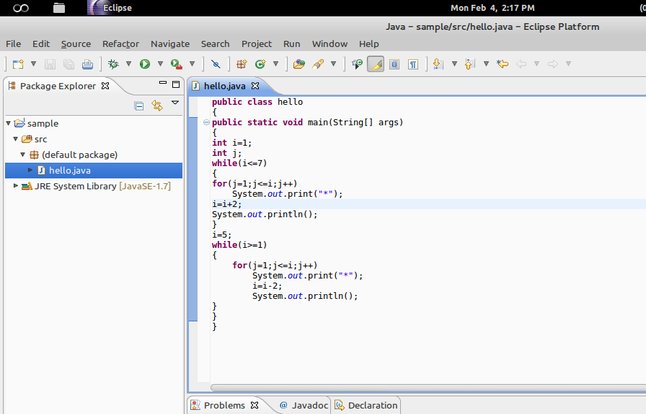 Eclipse
Mon Feb 4, 2:17 PM
Java – sample/src/hello.java – Eclipse Platform
File Edit Source Refactor Navigate Search Project Run Window Help
Package Explorer
hello.java
sample
src
(default package)
hello.java
JRE System Library [JavaSE-1.7]
public class hello
{
public static void main(String[] args)
{
int i=1;
int j;
while(i<=7)
{
for(j=1;j<=i;j++)
System.out.print("*");
i=i+2;
System.out.println();
}
i=5;
while(i>=1)
{
for(j=1;j<=i;j++)
System.out.print("*");
i=i-2;
System.out.println();
}
}
}
Problems
@ Javadoc
Declaration